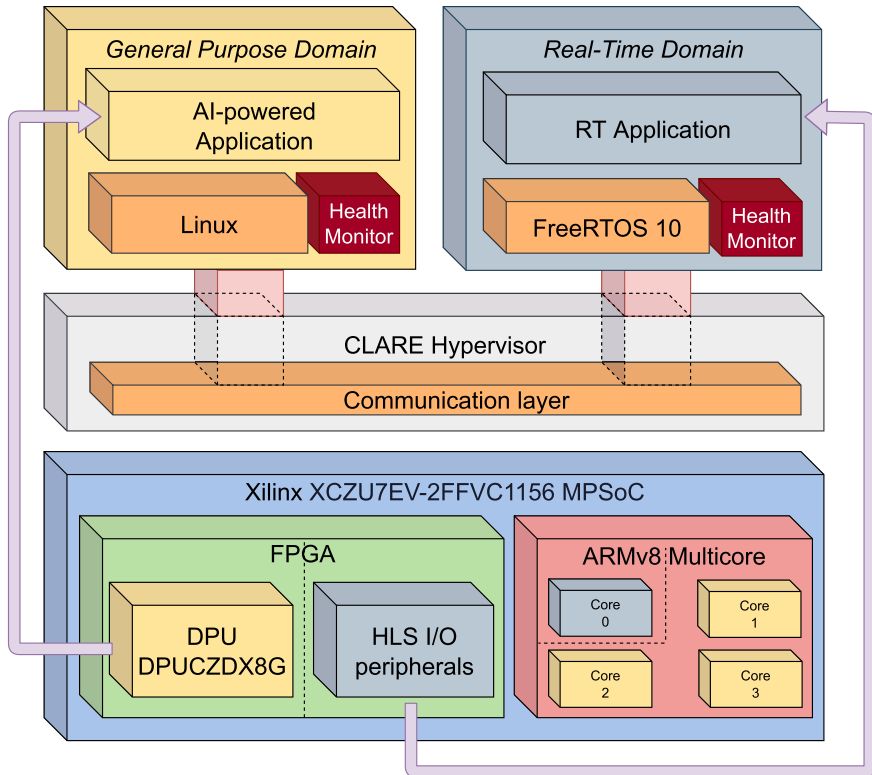 General Purpose Domain
Real-Time Domain
AI-powered
Application
RT Application
Linux
Health
Monitor
FreeRTOS 10
Health
Monitor
CLARE Hypervisor
Communication layer
Xilinx XCZU7EV-2FFVC1156 MPSoC
FPGA
ARMv8 Multicore
DPU
DPUCZDX8G
HLS I/O
peripherals
Core
0
Core
1
Core
2
Core
3